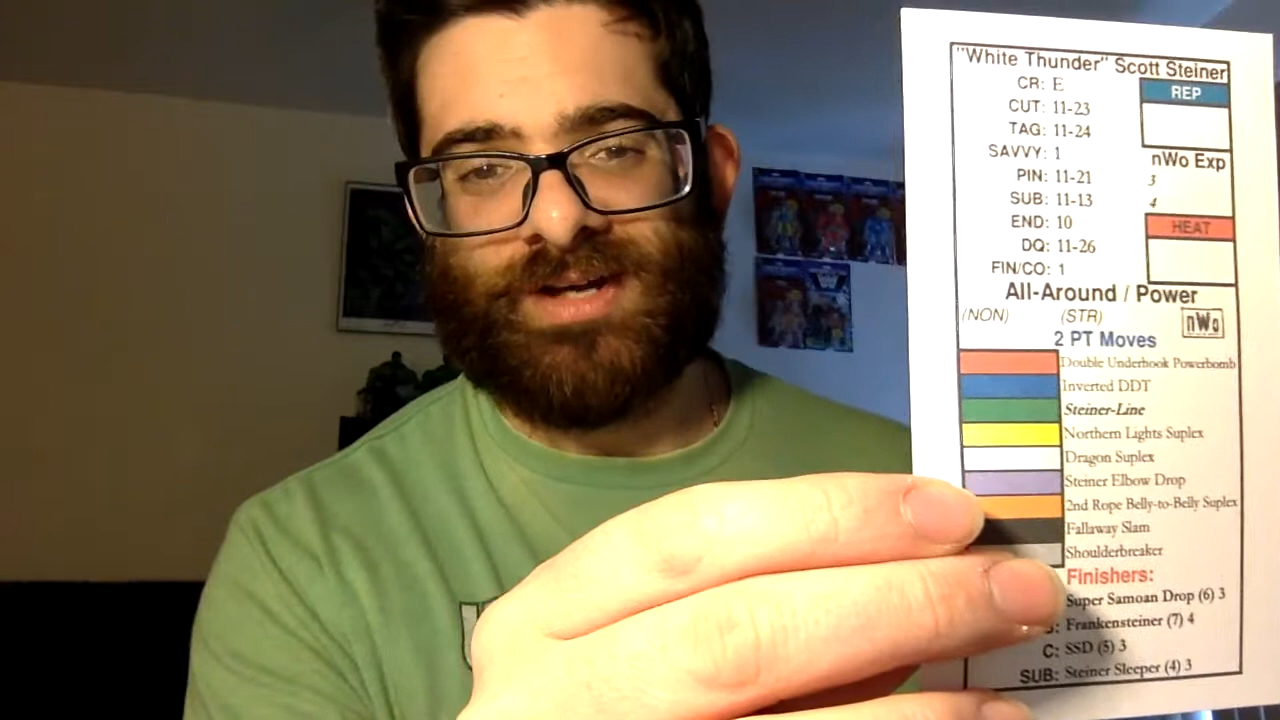 "White Thunder" Scott Steiner
CR: E
REP
CUT: 11-23
TAG: 11-24
SAVVY: 1
nWo Exp
PIN: 11-21
3
SUB: 11-13
4
END: 10
HEAT
DQ: 11-26
FIN/CO: 1
All-Around / Power
(NON) (STR)
nWo
2 PT Moves
Double Underhook Powerbomb
Inverted DDT
Steiner-Line
Northern Lights Suplex
Dragon Suplex
Steiner Elbow Drop
2nd Rope Belly-to-Belly Suplex
Fallaway Slam
Shoulderbreaker
Finishers:
Super Samoan Drop (6) 3
: Frankensteiner (7) 4
C: SSD (5) 3
SUB: Steiner Sleeper (4) 3